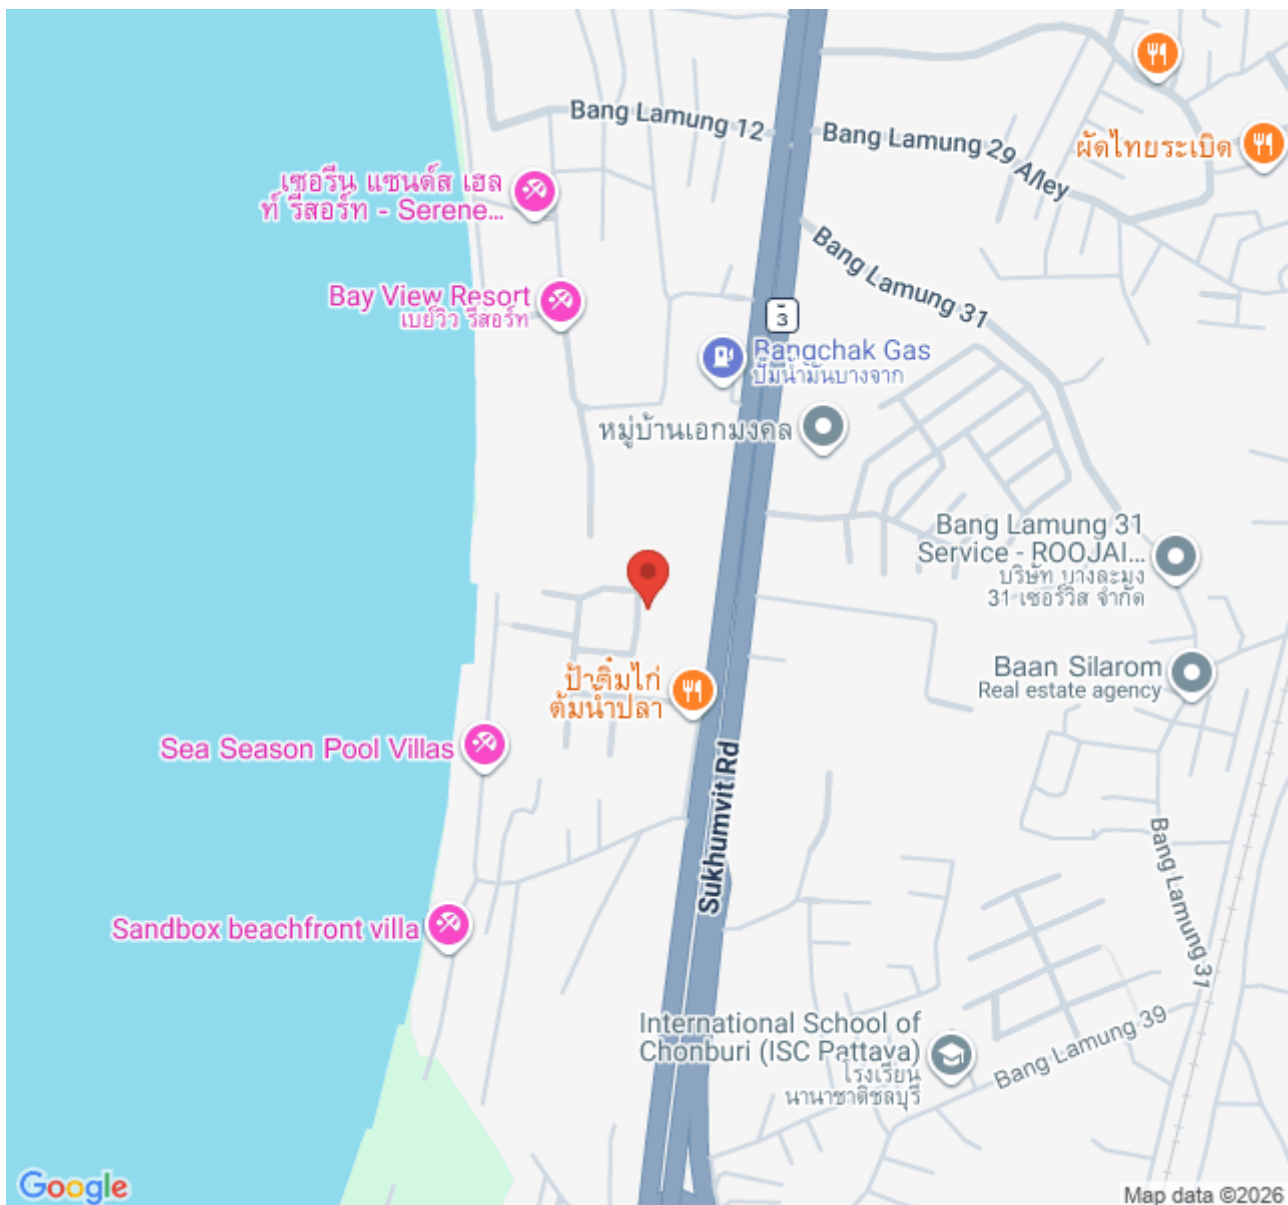 Bang Lamung 12
Bang Lamung 29 Alley
ผัดไทยระเบิด
เซอรีน แซนด์ส เฮล
ท์ รีสอร์ท - Serene...
Bang Lamung 31
Bay View Resort
เบย์วิว รีสอร์ท
3
Bangchak Gas
ปั๊มน้ำมันบางจาก
หมู่บ้านเอกมงคล
Bang Lamung 31
Service - ROOJAI...
บริษัท บางละมุง
31 เซอร์วิส จำกัด
ป้าติ๋มไก่
ต้มน้ำปลา
Baan Silarom
Real estate agency
Sea Season Pool Villas
Sukhumvit Rd
Bang Lamung 31
Sandbox beachfront villa
International School of
Chonburi (ISC Pattaya)
โรงเรียน
นานาชาติชลบุรี
Bang Lamung 39
Google
Map data ©2026